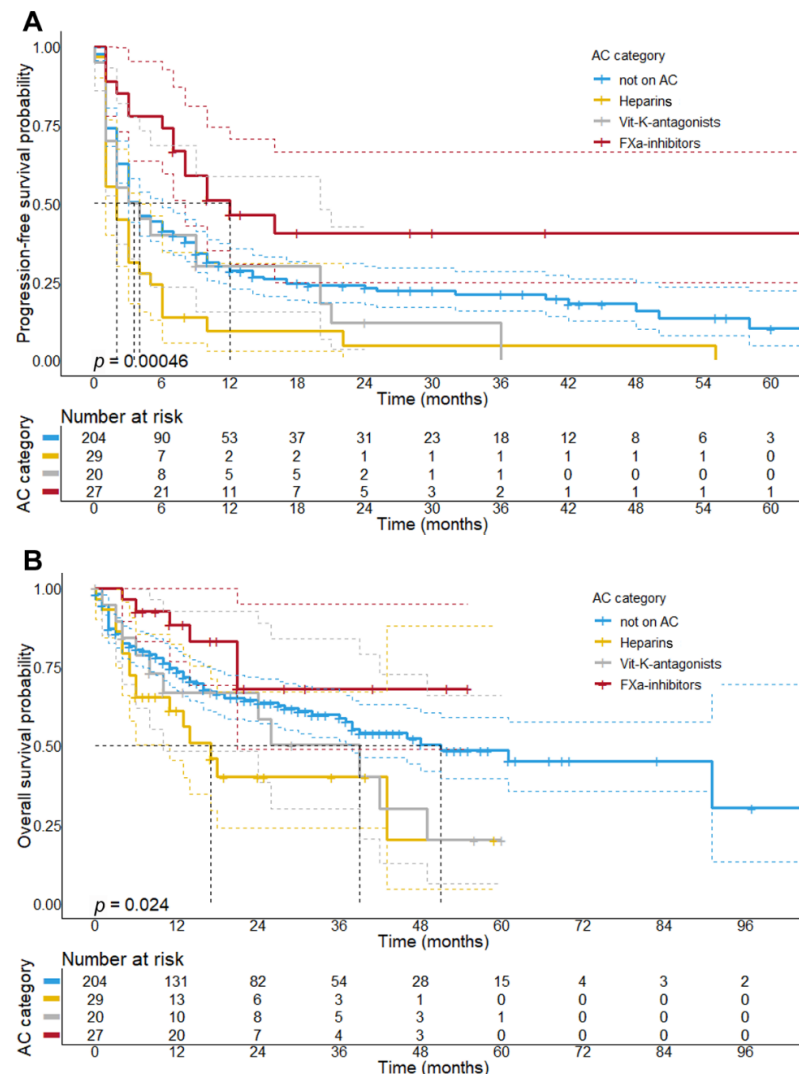 A
1.00
0.75
0.50
0.25
0.00
Progression-free survival probability
AC category
not on AC
Heparins
Vit-K-antagonists
FXa-inhibitors
p = 0.00046
0 6 12 18 24 30 36 42 48 54 60
Time (months)
Number at risk
AC category
204 90 53 37 31 23 18 12 8 6 3
29 7 2 2 1 1 1 1 1 1 0
20 8 5 5 2 1 1 0 0 0 0
27 21 11 7 5 3 2 1 1 1 1
0 6 12 18 24 30 36 42 48 54 60
Time (months)
B
1.00
0.75
0.50
0.25
0.00
Overall survival probability
AC category
not on AC
Heparins
Vit-K-antagonists
FXa-inhibitors
p = 0.024
0 12 24 36 48 60 72 84 96
Time (months)
Number at risk
AC category
204 131 82 54 28 15 4 3 2
29 13 6 3 1 0 0 0 0
20 10 8 5 3 1 0 0 0
27 20 7 4 3 0 0 0 0
0 12 24 36 48 60 72 84 96
Time (months)